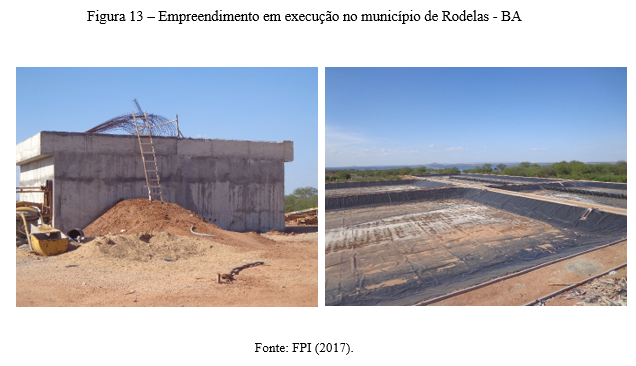 Figura 13 – Empreendimento em execução no município de Rodelas - BA
Fonte: FPI (2017).